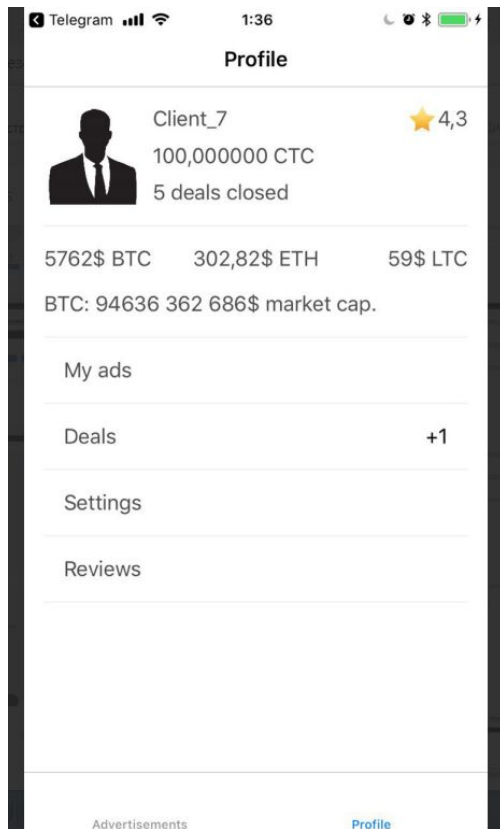 Telegram 1:36
Profile
Client_7 4,3
100,000000 CTC
5 deals closed
5762$ BTC 302,82$ ETH 59$ LTC
BTC: 94636 362 686$ market cap.
My ads
Deals +1
Settings
Reviews
Advertisements Profile